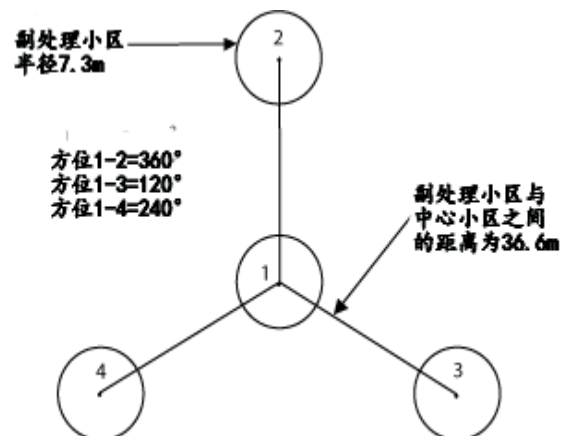 副处理小区
半径7.3m
2
方位1-2=360°
方位1-3=120°
方位1-4=240°
副处理小区与
中心小区之间
的距离为36.6m
1
4
3